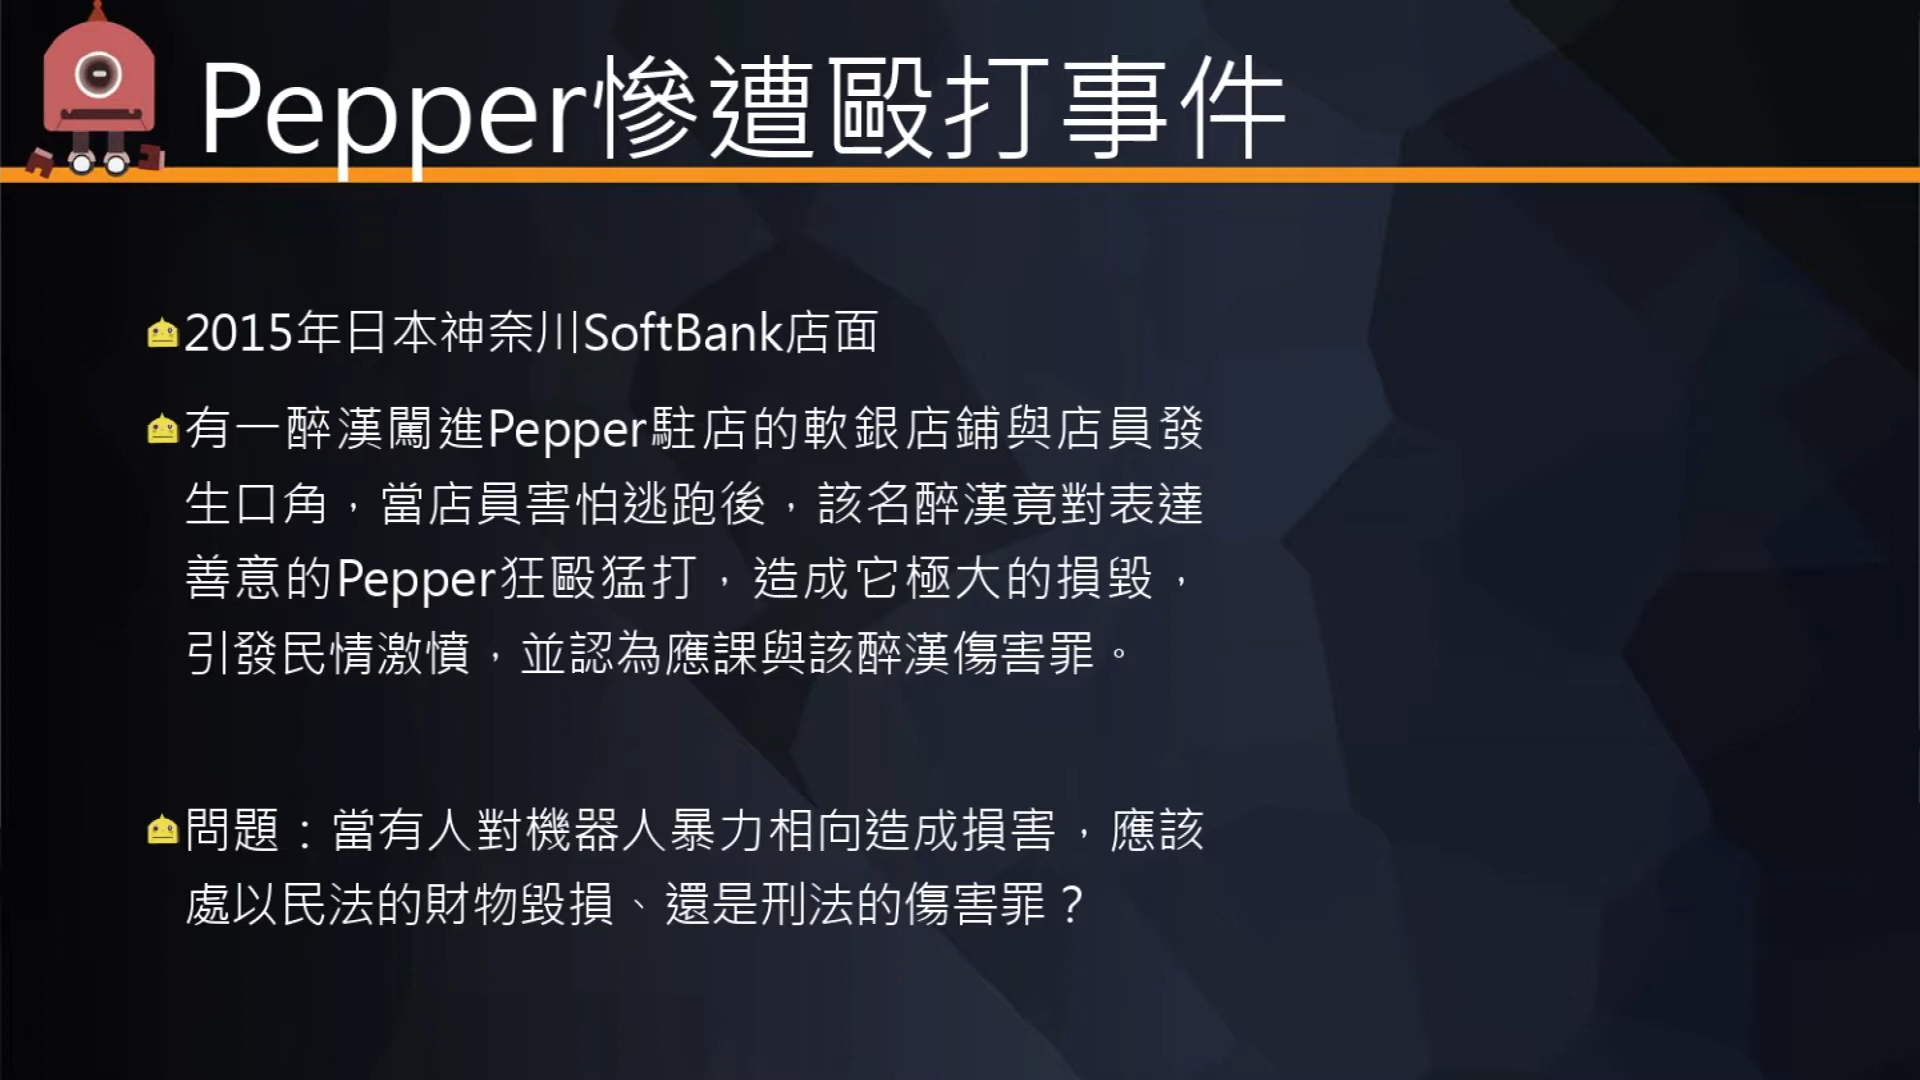 Pepper慘遭毆打事件
2015年日本神奈川SoftBank店面
有一醉漢闖進Pepper駐店的軟銀店鋪與店員發
生口角，當店員害怕逃跑後，該名醉漢竟對表達
善意的Pepper狂毆猛打，造成它極大的損毀，
引發民情激憤，並認為應課與該醉漢傷害罪。
問題：當有人對機器人暴力相向造成損害，應該
處以民法的財物毀損、還是刑法的傷害罪？